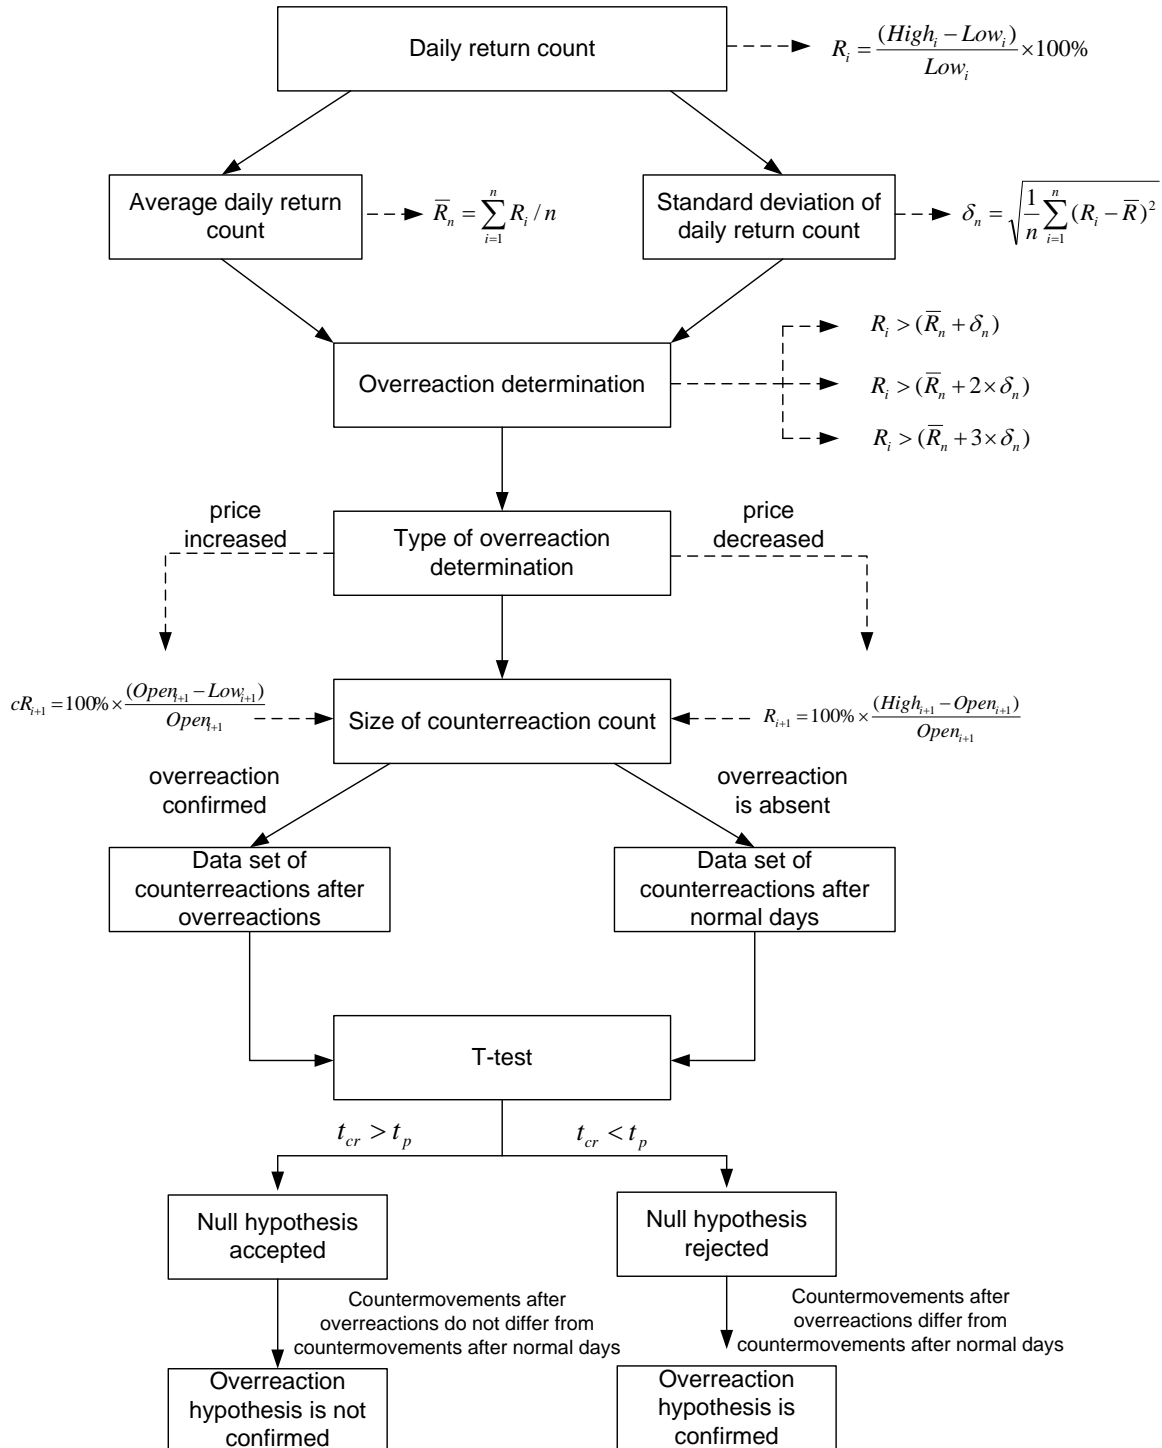 Daily return count
R_i = (High_i − Low_i) / Low_i ×100%
Average daily return
count
R̅_n = ∑_{i=1}^{n} R_i / n
Standard deviation of
daily return count
δ_n = √(1/n ∑_{i=1}^{n} (R_i − R̅)²)
Overreaction determination
R_i > (R̅_n + δ_n)
R_i > (R̅_n + 2 × δ_n)
R_i > (R̅_n + 3 × δ_n)
price
increased
Type of overreaction
determination
price
decreased
cR_{i+1} = 100% × (Open_{i+1} − Low_{i+1}) / Open_{i+1}
Size of counterreaction count
R_{i+1} = 100% × (High_{i+1} − Open_{i+1}) / Open_{i+1}
overreaction
confirmed
overreaction
is absent
Data set of
counterreactions after
overreactions
Data set of
counterreactions after
normal days
T-test
t_cr > t_p
t_cr < t_p
Null hypothesis
accepted
Null hypothesis
rejected
Countermovements after
overreactions do not differ from
countermovements after normal days
Countermovements after
overreactions differ from
countermovements after normal days
Overreaction
hypothesis is not
confirmed
Overreaction
hypothesis is
confirmed